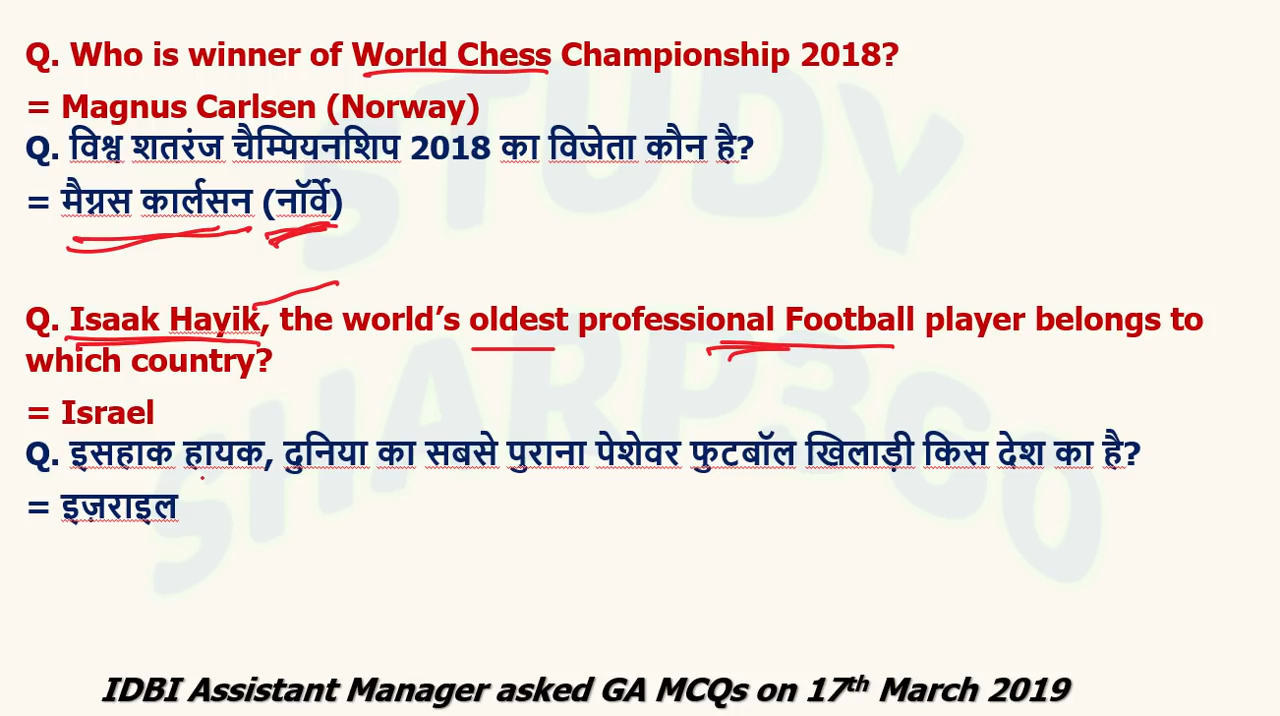 Q. Who is winner of World Chess Championship 2018?
= Magnus Carlsen (Norway)
Q. विश्व शतरंज चैम्पियनशिप 2018 का विजेता कौन है?
= मैग्नस कार्लसन (नॉर्वे)
Q. Isaak Hayik, the world’s oldest professional Football player belongs to
which country?
= Israel
Q. इसहाक हायक, दुनिया का सबसे पुराना पेशेवर फुटबॉल खिलाड़ी किस देश का है?
= इज़राइल
STUDY
SHARP360
IDBI Assistant Manager asked GA MCQs on 17th March 2019